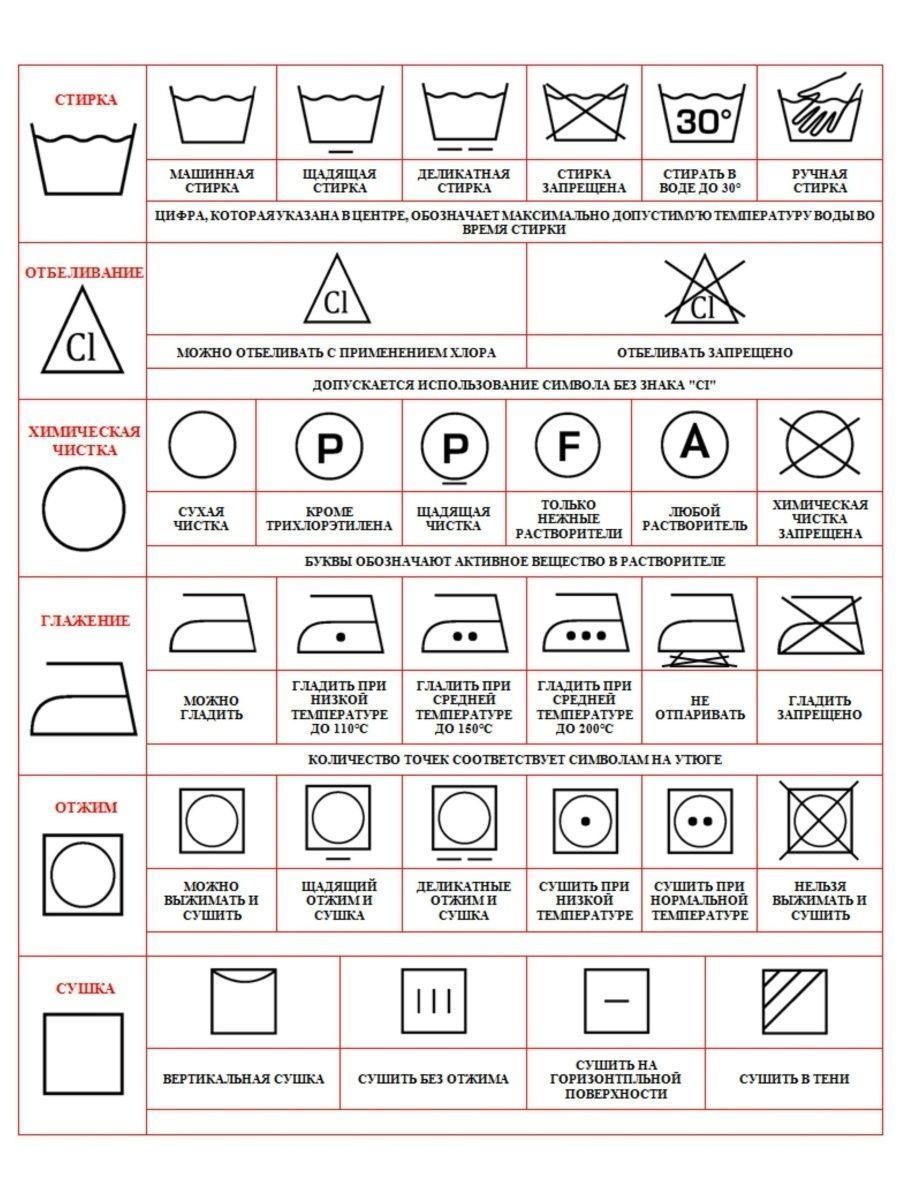 СТИРКА
30°
МАШИННАЯ
СТИРКА
ЩАДЯЩАЯ
СТИРКА
ДЕЛИКАТНАЯ
СТИРКА
СТИРКА
ЗАПРЕЩЕНА
СТИРАТЬ В
ВОДЕ ДО 30°
РУЧНАЯ
СТИРКА
ЦИФРА, КОТОРАЯ УКАЗАНА В ЦЕНТРЕ, ОБОЗНАЧАЕТ МАКСИМАЛЬНО ДОПУСТИМУЮ ТЕМПЕРАТУРУ ВОДЫ ВО
ВРЕМЯ СТИРКИ
ОТБЕЛИВАНИЕ
Cl
Cl
Cl
МОЖНО ОТБЕЛИВАТЬ С ПРИМЕНЕНИЕМ ХЛОРА
ОТБЕЛИВАТЬ ЗАПРЕЩЕНО
ДОПУСКАЕТСЯ ИСПОЛЬЗОВАНИЕ СИМВОЛА БЕЗ ЗНАКА "CI"
ХИМИЧЕСКАЯ
ЧИСТКА
P
P
F
A
СУХАЯ
ЧИСТКА
КРОМЕ
ТРИХЛОРЭТИЛЕНА
ЩАДЯЩАЯ
ЧИСТКА
ТОЛЬКО
НЕЖНЫЕ
РАСТВОРИТЕЛИ
ЛЮБОЙ
РАСТВОРИТЕЛЬ
ХИМИЧЕСКАЯ
ЧИСТКА
ЗАПРЕЩЕНА
БУКВЫ ОБОЗНАЧАЮТ АКТИВНОЕ ВЕЩЕСТВО В РАСТВОРИТЕЛЕ
ГЛАЖЕНИЕ
МОЖНО
ГЛАДИТЬ
ГЛАДИТЬ ПРИ
НИЗКОЙ
ТЕМПЕРАТУРЕ
ДО 110°С
ГЛАЛИТЬ ПРИ
СРЕДНЕЙ
ТЕМПЕРАТУРЕ
ДО 150°С
ГЛАДИТЬ ПРИ
СРЕДНЕЙ
ТЕМПЕРАТУРЕ
ДО 200°С
НЕ
ОТПАРИВАТЬ
ГЛАДИТЬ
ЗАПРЕЩЕНО
КОЛИЧЕСТВО ТОЧЕК СООТВЕТСТВУЕТ СИМВОЛАМ НА УТЮГЕ
ОТЖИМ
МОЖНО
ВЫЖИМАТЬ И
СУШИТЬ
ЩАДЯЩИЙ
ОТЖИМ И
СУШКА
ДЕЛИКАТНЫЕ
ОТЖИМ И
СУШКА
СУШИТЬ ПРИ
НИЗКОЙ
ТЕМПЕРАТУРЕ
СУШИТЬ ПРИ
НОРМАЛЬНОЙ
ТЕМПЕРАТУРЕ
НЕЛЬЗЯ
ВЫЖИМАТЬ И
СУШИТЬ
СУШКА
ВЕРТИКАЛЬНАЯ СУШКА
СУШИТЬ БЕЗ ОТЖИМА
СУШИТЬ НА
ГОРИЗОНТПЛЬНОЙ
ПОВЕРХНОСТИ
СУШИТЬ В ТЕНИ